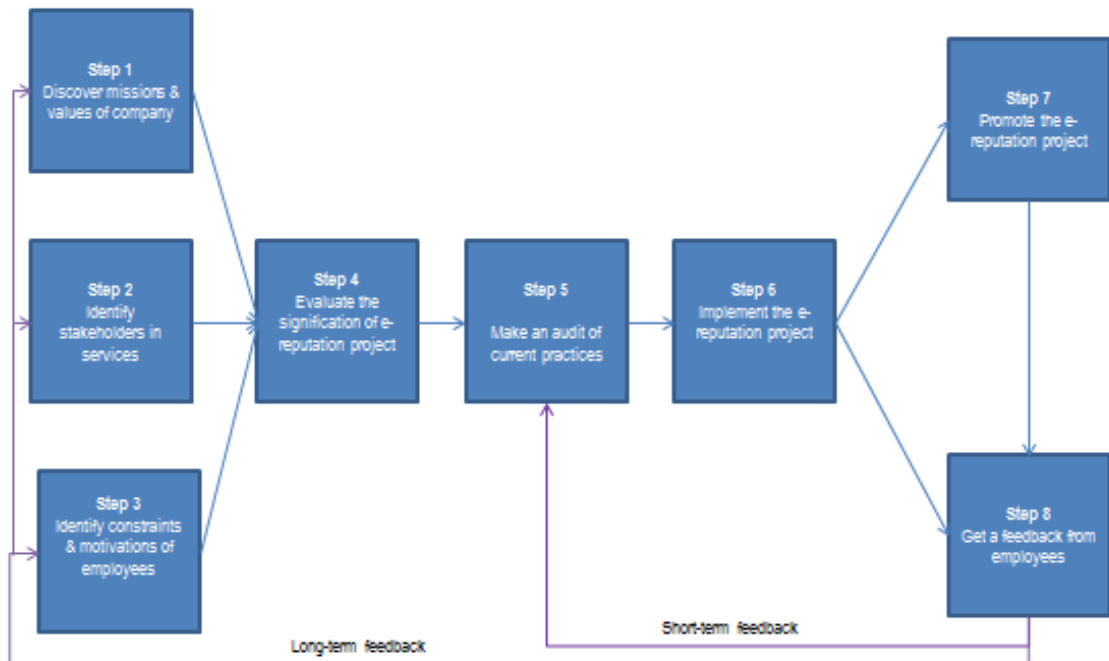 Step 1
Discover missions &
values of company
Step 2
Identify
stakeholders in
services
Step 3
Identify constraints
& motivations of
employees
Step 4
Evaluate the
signification of e-
reputation project
Step 5
Make an audit of
current practices
Step 6
Implement the e-
reputation project
Step 7
Promote the e-
reputation project
Step 8
Get a feedback from
employees
Short-term feedback
Long-term feedback